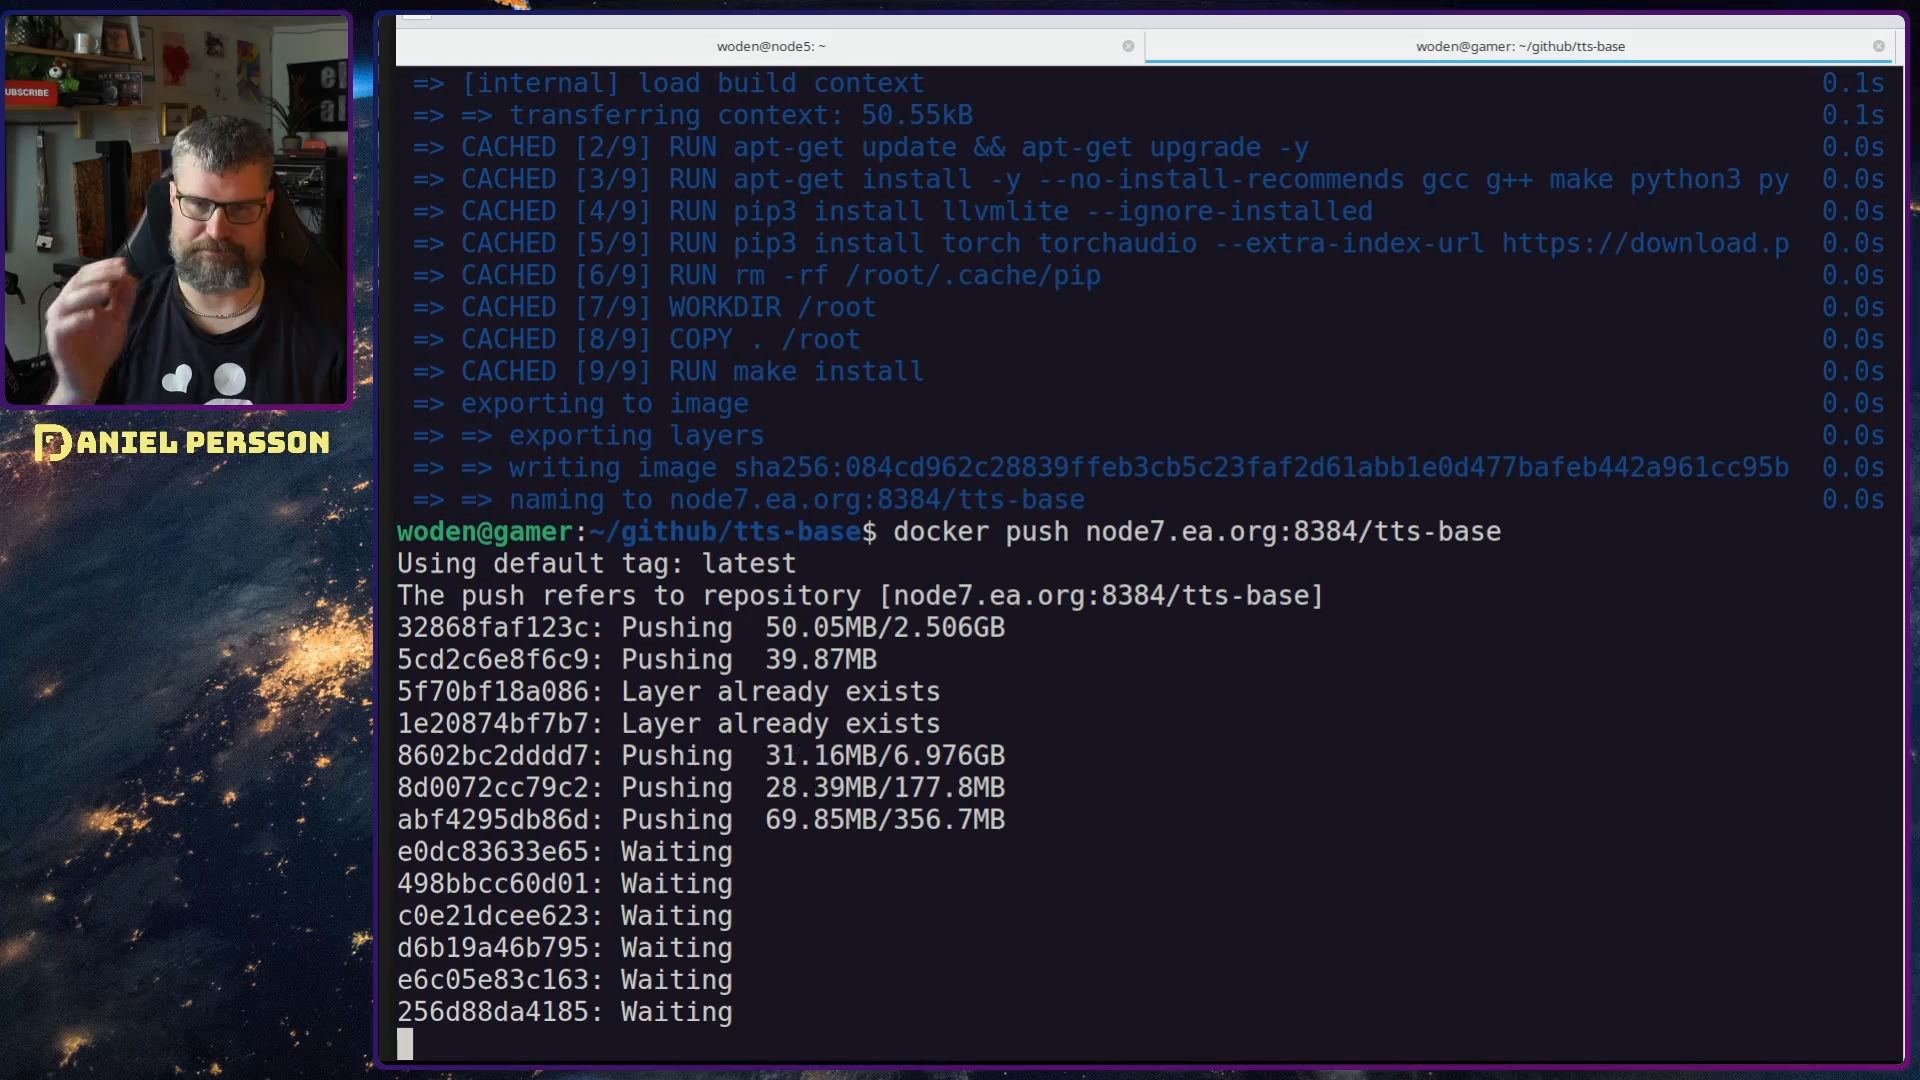 woden@node5: ~
woden@gamer: ~/github/tts-base
=> [internal] load build context 0.1s
=> => transferring context: 50.55kB 0.1s
=> CACHED [2/9] RUN apt-get update && apt-get upgrade -y 0.0s
=> CACHED [3/9] RUN apt-get install -y --no-install-recommends gcc g++ make python3 py 0.0s
=> CACHED [4/9] RUN pip3 install llvmlite --ignore-installed 0.0s
=> CACHED [5/9] RUN pip3 install torch torchaudio --extra-index-url https://download.p 0.0s
=> CACHED [6/9] RUN rm -rf /root/.cache/pip 0.0s
=> CACHED [7/9] WORKDIR /root 0.0s
=> CACHED [8/9] COPY . /root 0.0s
=> CACHED [9/9] RUN make install 0.0s
=> exporting to image 0.0s
=> => exporting layers 0.0s
=> => writing image sha256:084cd962c28839ffeb3cb5c23faf2d61abb1e0d477bafeb442a961cc95b 0.0s
=> => naming to node7.ea.org:8384/tts-base 0.0s
woden@gamer:~/github/tts-base$ docker push node7.ea.org:8384/tts-base
Using default tag: latest
The push refers to repository [node7.ea.org:8384/tts-base]
32868faf123c: Pushing 50.05MB/2.506GB
5cd2c6e8f6c9: Pushing 39.87MB
5f70bf18a086: Layer already exists
1e20874bf7b7: Layer already exists
8602bc2dddd7: Pushing 31.16MB/6.976GB
8d0072cc79c2: Pushing 28.39MB/177.8MB
abf4295db86d: Pushing 69.85MB/356.7MB
e0dc83633e65: Waiting
498bbcc60d01: Waiting
c0e21dcee623: Waiting
d6b19a46b795: Waiting
e6c05e83c163: Waiting
256d88da4185: Waiting
UBSCRIBE
DANIEL PERSSON